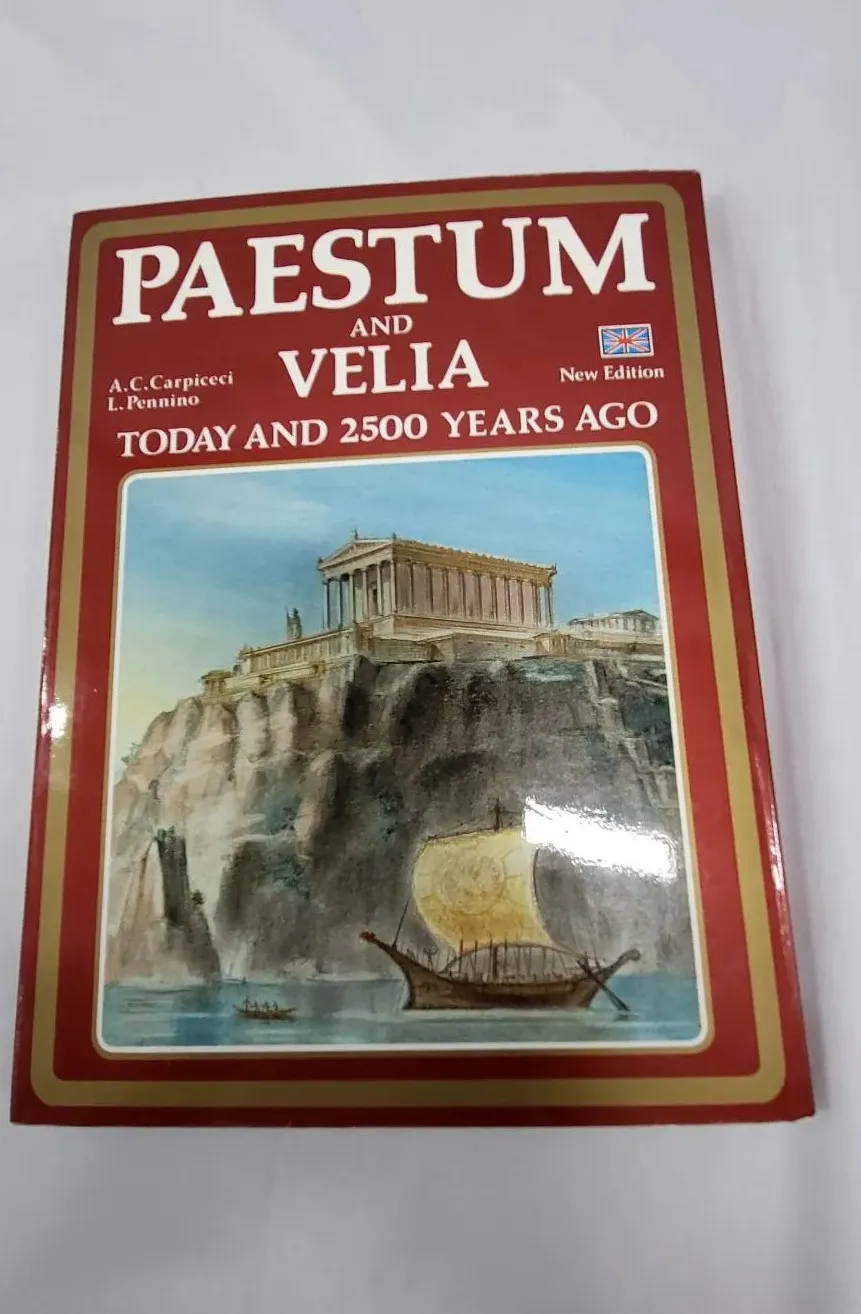 PAESTUM
AND
VELIA
A.C.Carpiceci
L.Pennino
New Edition
TODAY AND 2500 YEARS AGO